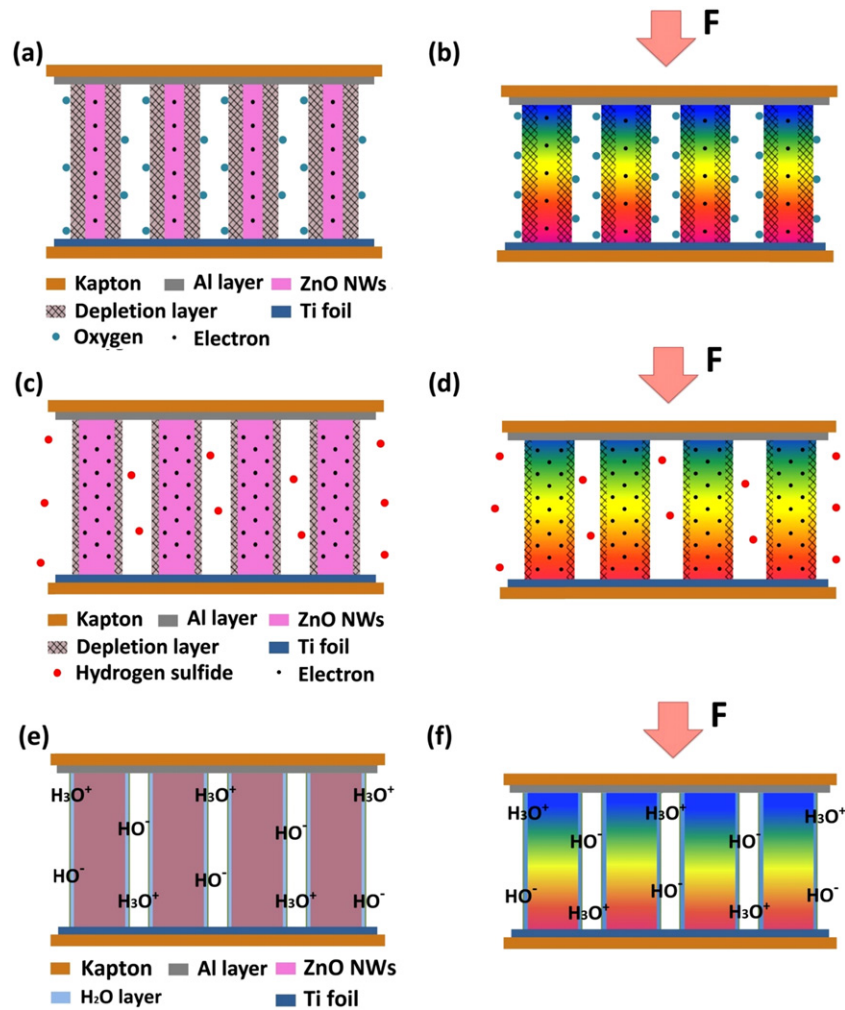 (a)
(b)
F
Kapton Al layer ZnO NWs
Depletion layer Ti foil
Oxygen Electron
(c)
(d)
F
Kapton Al layer ZnO NWs
Depletion layer Ti foil
Hydrogen sulfide Electron
(e)
(f)
F
H₃O⁺ H₃O⁺ H₃O⁺
HO⁻ HO⁻
HO⁻ HO⁻
H₃O⁺ H₃O⁺ HO⁻
H₃O⁺ H₃O⁺ H₃O⁺
HO⁻ HO⁻
HO⁻ HO⁻ HO⁻
H₃O⁺ H₃O⁺
Kapton Al layer ZnO NWs
H₂O layer Ti foil